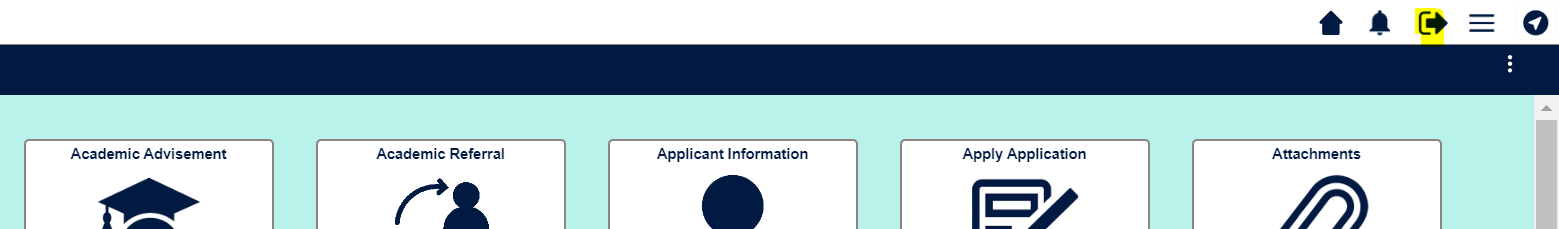 Academic Advisement
Academic Referral
Applicant Information
Apply Application
Attachments